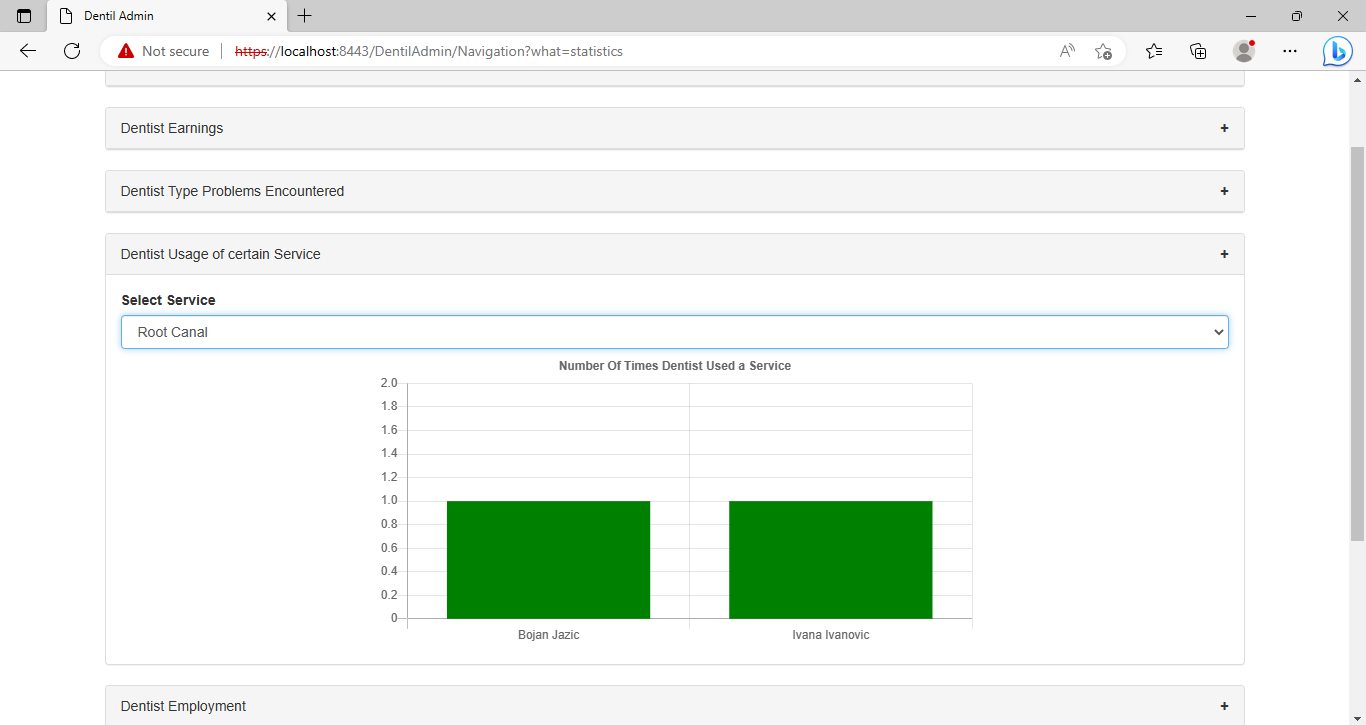 Dentil Admin
Not secure https://localhost:8443/DentilAdmin/Navigation?what=statistics
Dentist Earnings +
Dentist Type Problems Encountered +
Dentist Usage of certain Service +
Select Service
Root Canal
Number Of Times Dentist Used a Service
2.0
1.8
1.6
1.4
1.2
1.0
0.8
0.6
0.4
0.2
0
Bojan Jazic Ivana Ivanovic
Dentist Employment +